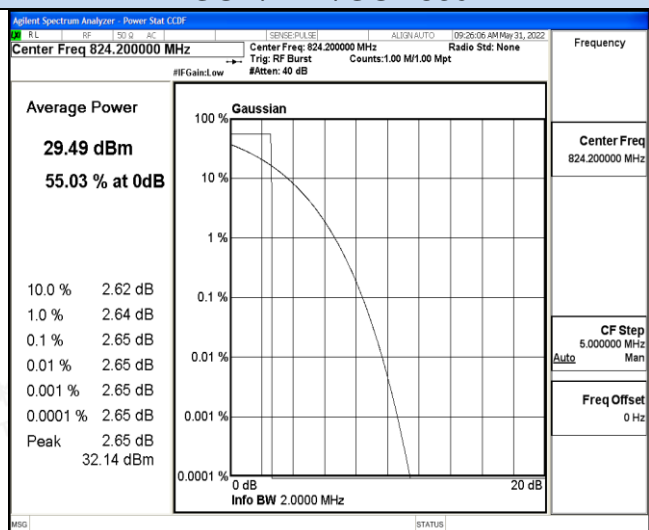 Agilent Spectrum Analyzer - Power Stat CCDF
RL RF 50 Ω AC SENSE:PULSE ALIGN AUTO 09:26:06 AM May 31, 2022
Center Freq 824.200000 MHz
Center Freq: 824.200000 MHz Radio Std: None
Trig: RF Burst Counts:1.00 M/1.00 Mpt
#IFGain:Low #Atten: 40 dB
Frequency
Average Power
29.49 dBm
55.03 % at 0dB
10.0 % 2.62 dB
1.0 % 2.64 dB
0.1 % 2.65 dB
0.01 % 2.65 dB
0.001 % 2.65 dB
0.0001 % 2.65 dB
Peak 2.65 dB
32.14 dBm
Gaussian
100 %
10 %
1 %
0.1 %
0.01 %
0.001 %
0.0001 %
0 dB 20 dB
Info BW 2.0000 MHz
Center Freq
824.200000 MHz
CF Step
5.000000 MHz
Auto Man
Freq Offset
0 Hz
MSG STATUS